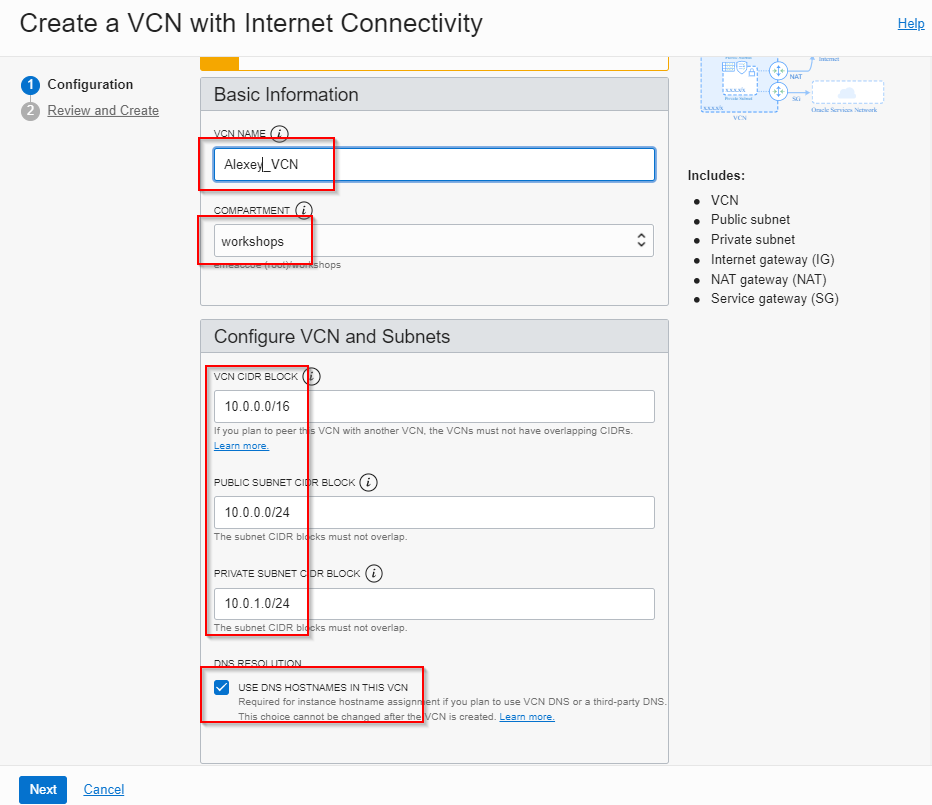 Create a VCN with Internet Connectivity
Help
1 Configuration
2 Review and Create
Basic Information
VCN NAME i
Alexey_VCN
COMPARTMENT i
workshops
emeaccoe (root)/workshops
Configure VCN and Subnets
VCN CIDR BLOCK i
10.0.0.0/16
If you plan to peer this VCN with another VCN, the VCNs must not have overlapping CIDRs.
Learn more.
PUBLIC SUBNET CIDR BLOCK i
10.0.0.0/24
The subnet CIDR blocks must not overlap.
PRIVATE SUBNET CIDR BLOCK i
10.0.1.0/24
The subnet CIDR blocks must not overlap.
DNS RESOLUTION
USE DNS HOSTNAMES IN THIS VCN
Required for instance hostname assignment if you plan to use VCN DNS or a third-party DNS.
This choice cannot be changed after the VCN is created. Learn more.
Internet
NAT
X.X.X.X/X
Private Subnet
SG
X.X.X.X/X
Oracle Services Network
VCN
Includes:
VCN
Public subnet
Private subnet
Internet gateway (IG)
NAT gateway (NAT)
Service gateway (SG)
Next
Cancel